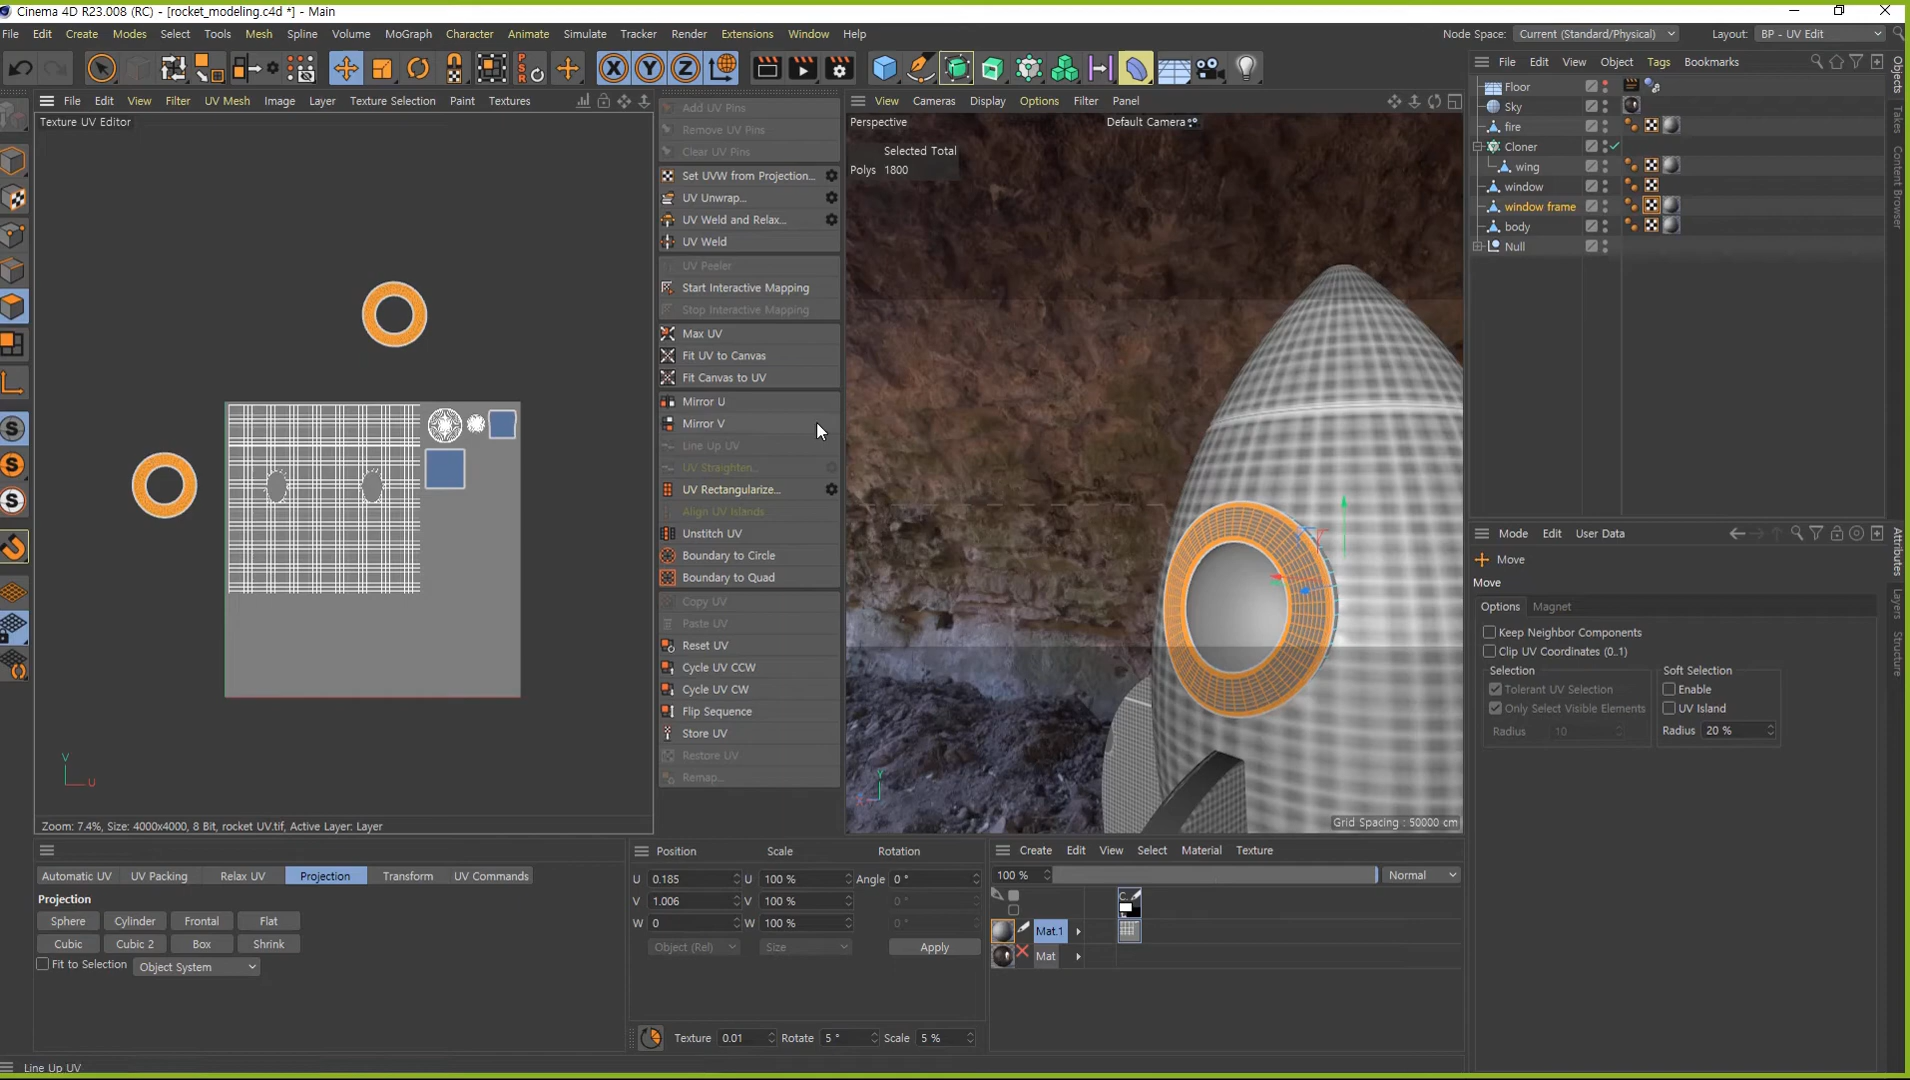 Cinema 4D R23.008 (RC) - [rocket_modeling.c4d *] - Main
File Edit Create Modes Select Tools Mesh Spline Volume MoGraph Character Animate Simulate Tracker Render Extensions Window Help
Node Space: Current (Standard/Physical) Layout: BP - UV Edit
P
S
R
X Y Z
File Edit View Filter UV Mesh Image Layer Texture Selection Paint Textures
Texture UV Editor
V
U
Zoom: 7.4%, Size: 4000x4000, 8 Bit, rocket UV.tif, Active Layer: Layer
S
S
S
Add UV Pins
Remove UV Pins
Clear UV Pins
Set UVW from Projection...
UV Unwrap...
UV Weld and Relax...
UV Weld
UV Peeler
Start Interactive Mapping
Stop Interactive Mapping
Max UV
Fit UV to Canvas
Fit Canvas to UV
Mirror U
Mirror V
Line Up UV
UV Straighten...
UV Rectangularize...
Align UV Islands
Unstitch UV
Boundary to Circle
Boundary to Quad
Copy UV
Paste UV
Reset UV
Cycle UV CCW
Cycle UV CW
Flip Sequence
Store UV
Restore UV
Remap...
View Cameras Display Options Filter Panel
Perspective Default Camera
Selected Total
Polys 1800
Y
Grid Spacing : 50000 cm
File Edit View Object Tags Bookmarks
Floor
Sky
fire
Cloner
wing
window
window frame
body
Null
Objects
Takes
Content Browser
Attributes
Layers
Structure
Mode Edit User Data
Move
Move
Options Magnet
Keep Neighbor Components
Clip UV Coordinates (0..1)
Selection Soft Selection
Tolerant UV Selection Enable
Only Select Visible Elements UV Island
Radius 10 Radius 20 %
Automatic UV UV Packing Relax UV Projection Transform UV Commands
Projection
Sphere Cylinder Frontal Flat
Cubic Cubic 2 Box Shrink
Fit to Selection Object System
Position Scale Rotation
U 0.185 U 100 % Angle 0 °
V 1.006 V 100 % 0 °
W 0 W 100 % 0 °
Object (Rel) Size Apply
Texture 0.01 Rotate 5 ° Scale 5 %
Create Edit View Select Material Texture
100 % Normal
C
Mat.1
Mat
Line Up UV